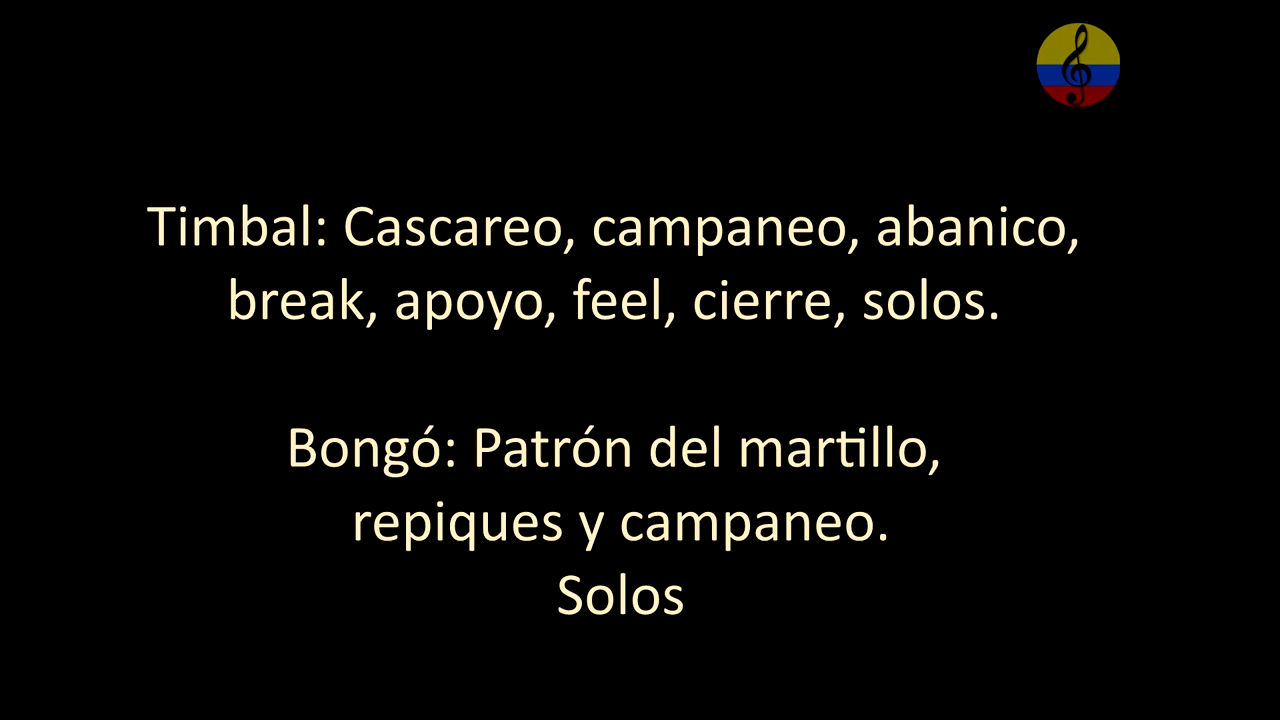 Timbal: Cascareo, campaneo, abanico,
break, apoyo, feel, cierre, solos.
Bongó: Patrón del martillo,
repiques y campaneo.
Solos